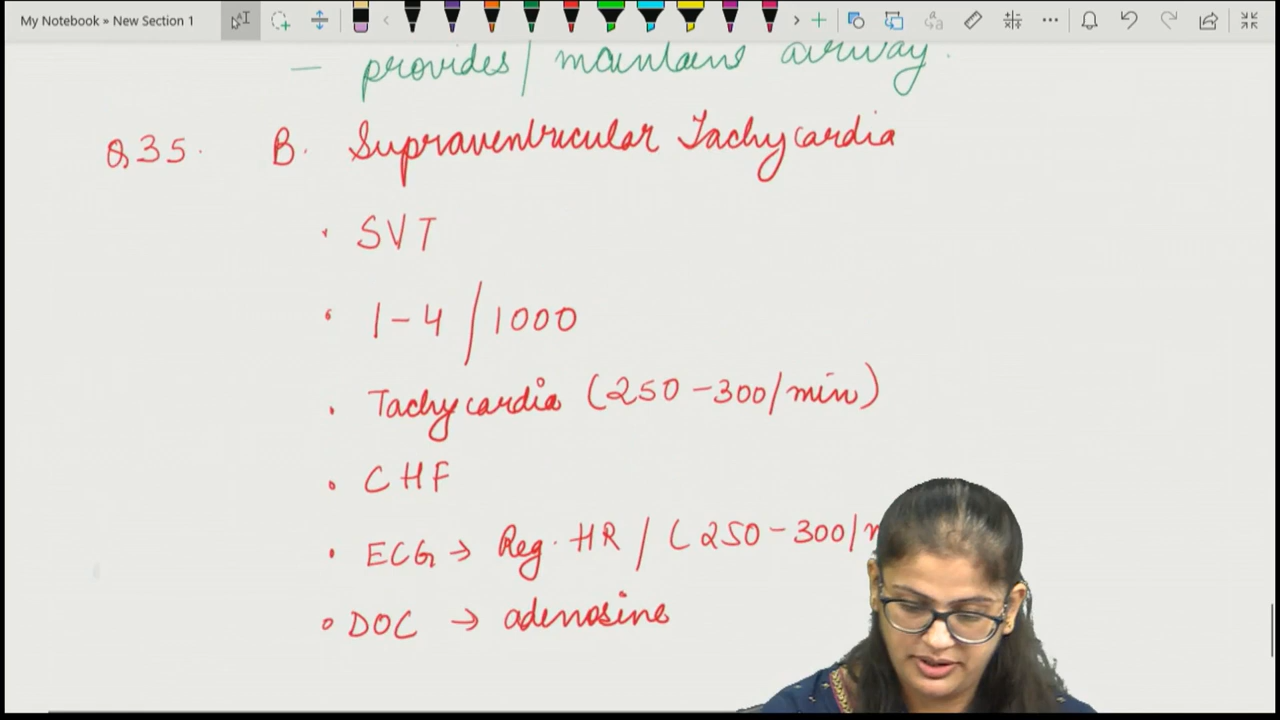 My Notebook » New Section 1
— provides/ maintains airway.
Q35. B. Supraventricular Tachycardia
• SVT
• 1-4/1000
• Tachycardia (250-300/min)
• CHF
• ECG → Reg. HR / (250-300/m
• DOC → adenosine